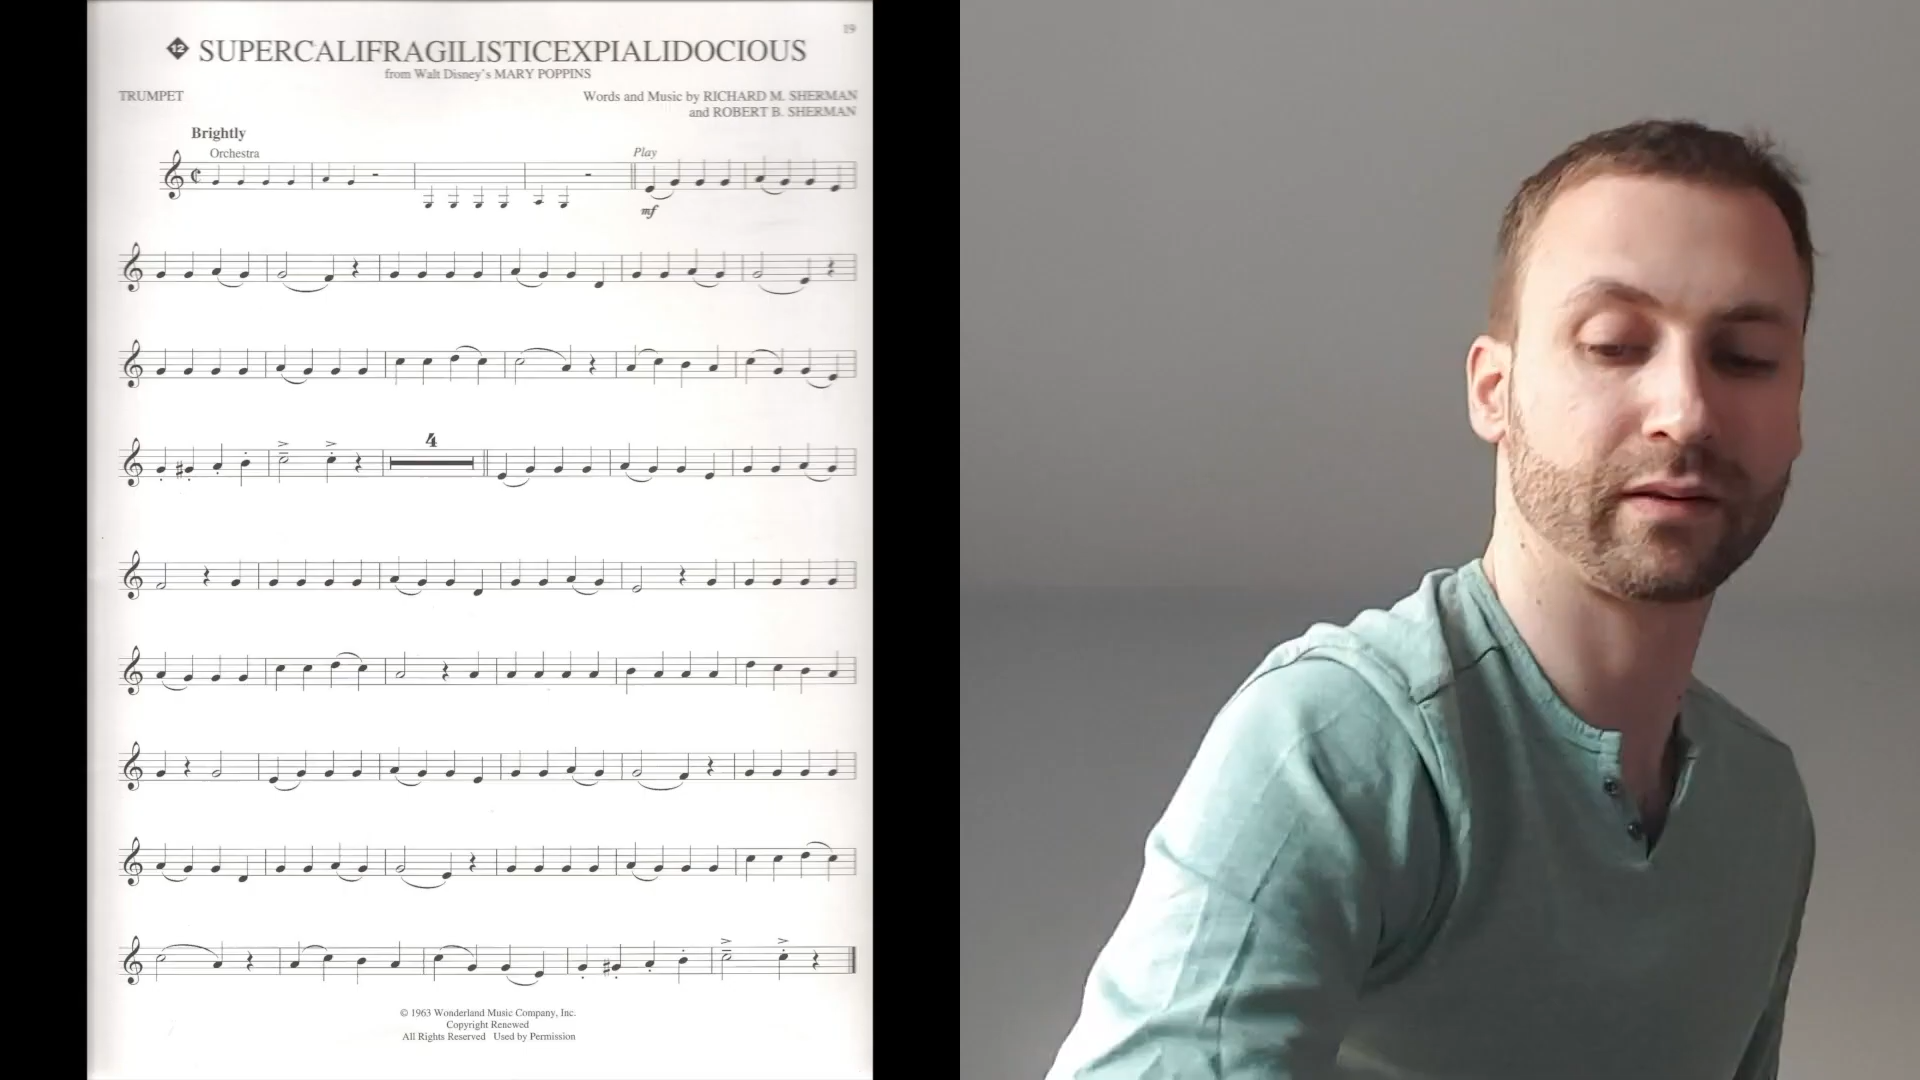 19
12 SUPERCALIFRAGILISTICEXPIALIDOCIOUS
from Walt Disney's MARY POPPINS
TRUMPET
Words and Music by RICHARD M. SHERMAN
and ROBERT B. SHERMAN
Brightly
Orchestra
Play
mf
4
© 1963 Wonderland Music Company, Inc.
Copyright Renewed
All Rights Reserved Used by Permission